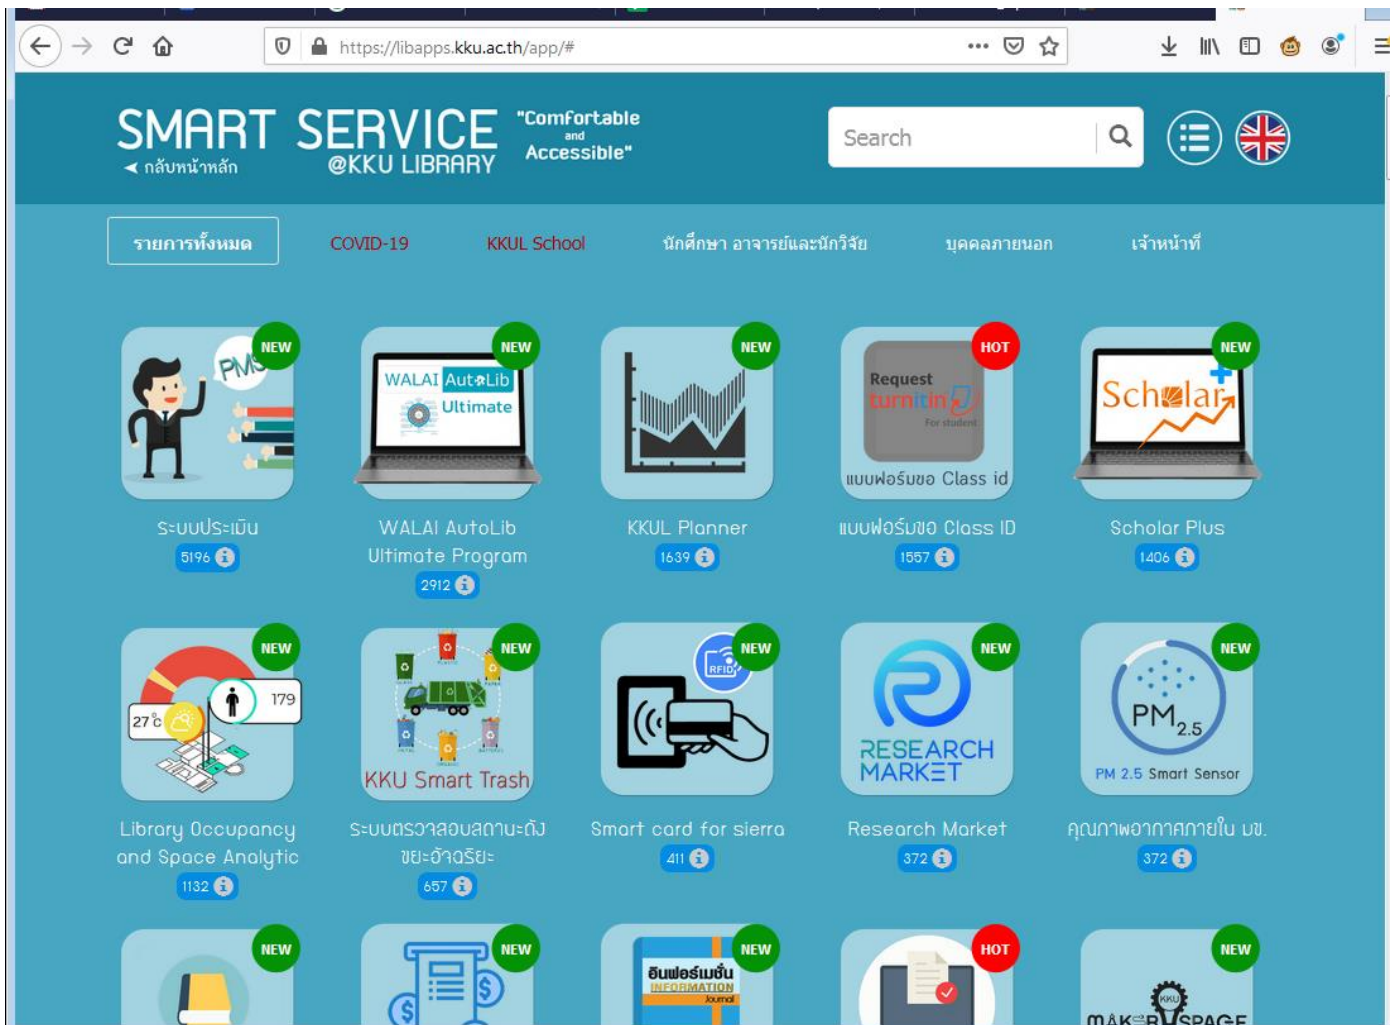 https://libapps.kku.ac.th/app/#
SMART SERVICE
@KKU LIBRARY
"Comfortable
and
Accessible"
◄ กลับหน้าหลัก
Search
รายการทั้งหมด
COVID-19
KKUL School
นักศึกษา อาจารย์และนักวิจัย
บุคคลภายนอก
เจ้าหน้าที่
PMS
NEW
WALAI AutoLib
Ultimate
NEW
NEW
Request
turnitin
For student
แบบฟอร์มขอ Class id
HOT
Scholar+
NEW
ระบบประเมิน
5196
WALAI AutoLib
Ultimate Program
2912
KKUL Planner
1639
แบบฟอร์มขอ Class ID
1557
Scholar Plus
1406
27°c
179
NEW
KKU Smart Trash
NEW
RFID
NEW
RESEARCH
MARKET
NEW
PM2.5
PM 2.5 Smart Sensor
NEW
Library Occupancy
and Space Analytic
1132
ระบบตรวจสอบสถานะถัง
ขยะอัจฉริยะ
657
Smart card for sierra
411
Research Market
372
คุณภาพอากาศภายใน มข.
372
NEW
NEW
อินฟอร์เมชั่น
INFORMATION
Journal
NEW
HOT
KKU
MAKER SPACE
NEW